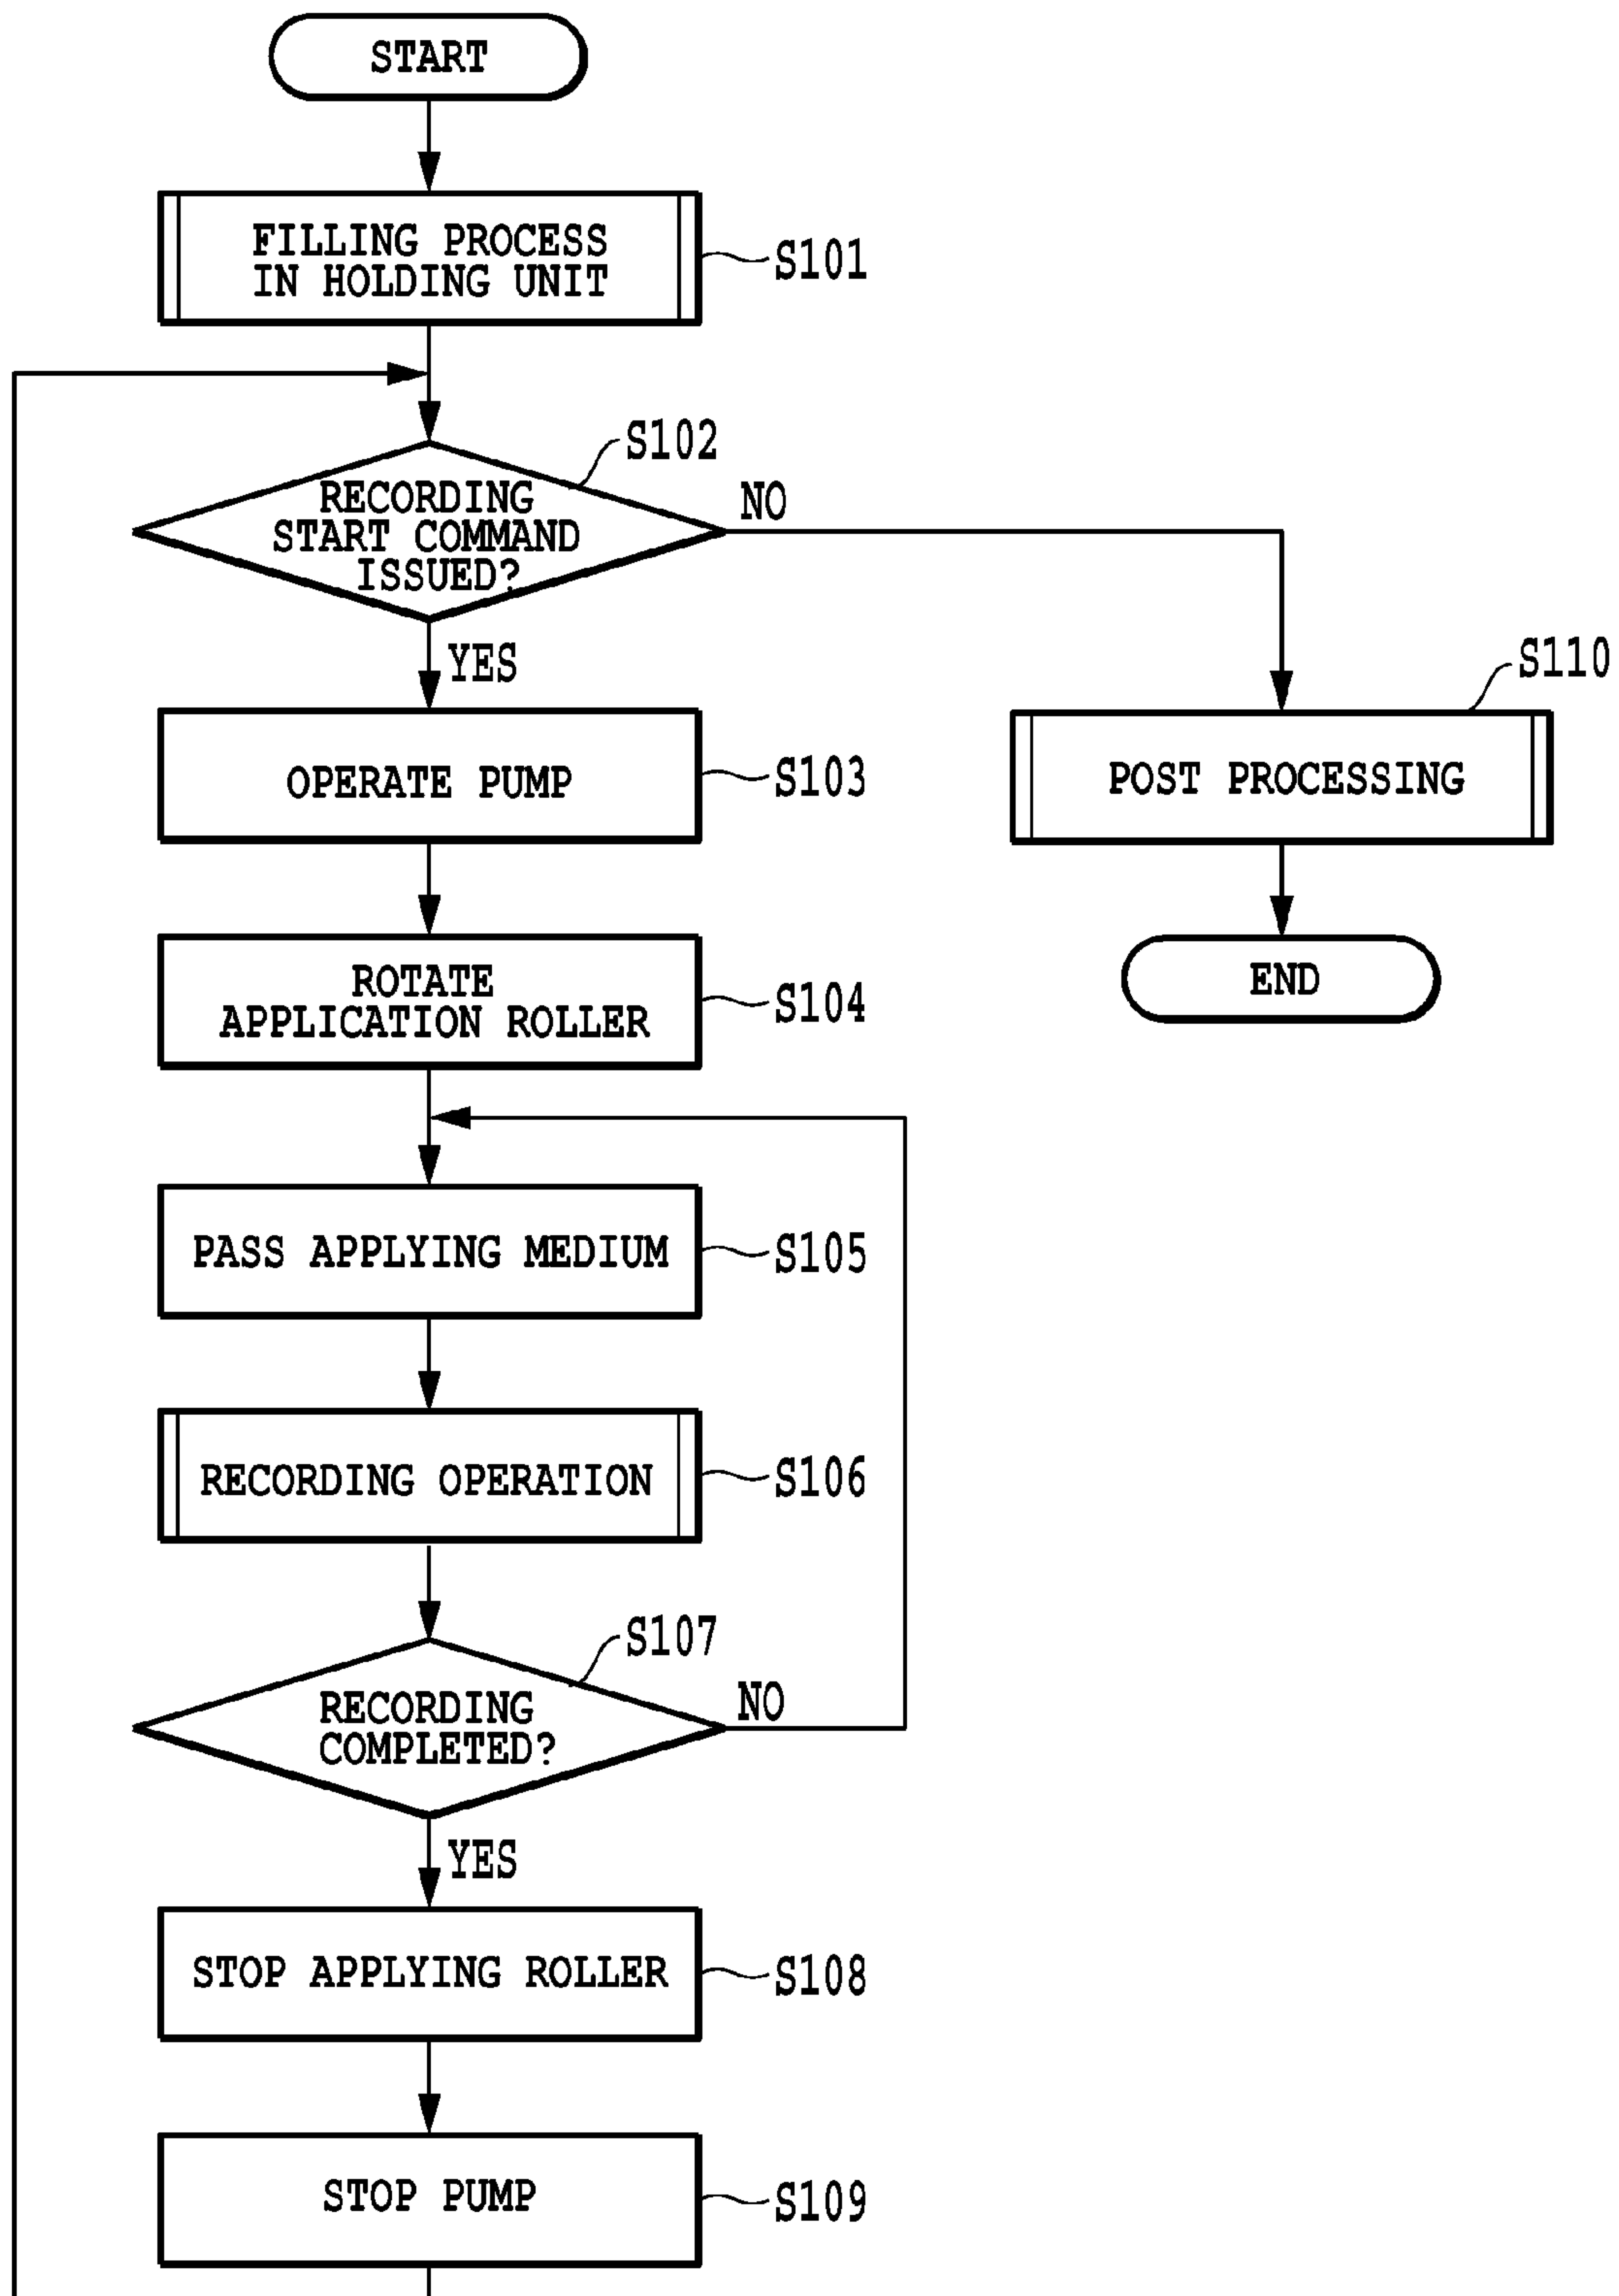 START
FILLING PROCESS
IN HOLDING UNIT
S101
S102
RECORDING
START COMMAND
ISSUED?
NO
YES
S103
OPERATE PUMP
S110
POST PROCESSING
END
ROTATE
APPLICATION ROLLER
S104
PASS APPLYING MEDIUM
S105
RECORDING OPERATION
S106
S107
RECORDING
COMPLETED?
NO
YES
STOP APPLYING ROLLER
S108
STOP PUMP
S109